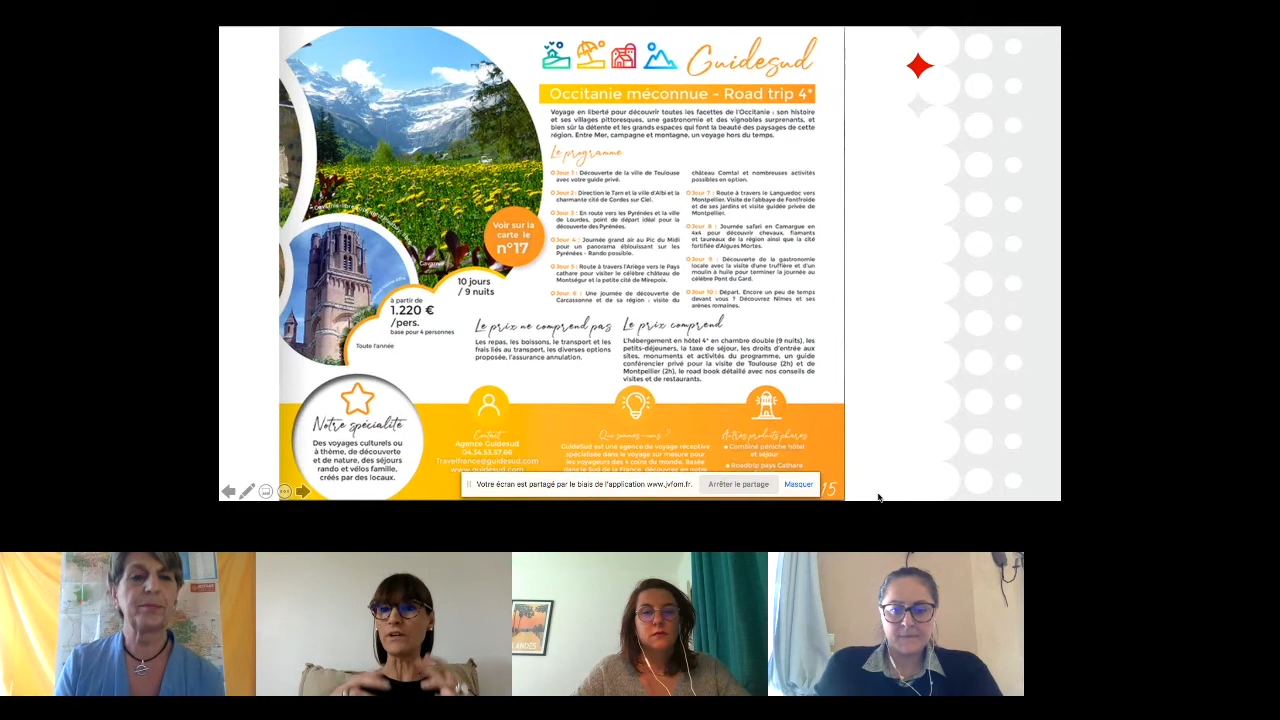 Guidesud
Occitanie méconnue - Road trip 4*
Voyage en liberté pour découvrir toutes les facettes de l'Occitanie : son histoire
et ses villages pittoresques, une gastronomie et des vignobles surprenants, et
bien sûr la détente et les grands espaces qui font la beauté des paysages de cette
région. Entre Mer, campagne et montagne, un voyage hors du temps.
Le programme
Jour 1 : Découverte de la ville de Toulouse
avec votre guide privé.
Jour 2 : Direction le Tarn et la ville d'Albi et la
charmante cité de Cordes sur Ciel.
Jour 3 : En route vers les Pyrénées et la ville
de Lourdes, point de départ idéal pour la
découverte des Pyrénées.
Jour 4 : Journée grand air au Pic du Midi
pour un panorama éblouissant sur les
Pyrénées - Rando possible.
Jour 5 : Route à travers l'Ariège vers le Pays
cathare pour visiter le célèbre château de
Montségur et la petite cité de Mirepoix.
Jour 6 : Une journée de découverte de
Carcassonne et de sa région : visite du
château Comtal et nombreuses activités
possibles en option.
Jour 7 : Route à travers le Languedoc vers
Montpellier. Visite de l'abbaye de Fontfroide
et de ses jardins et visite guidée privée de
Montpellier.
Jour 8 : Journée safari en Camargue en
4x4 pour découvrir chevaux, flamants
et taureaux de la région ainsi que la cité
fortifiée d'Aigues Mortes.
Jour 9 : Découverte de la gastronomie
locale avec la visite d'une truffière et d'un
moulin à huile pour terminer la journée au
célèbre Pont du Gard.
Jour 10 : Départ. Encore un peu de temps
devant vous ? Découvrez Nîmes et ses
arènes romaines.
Voir sur la
carte le
n°17
Gavarnie
10 jours
/ 9 nuits
à partir de
1.220 €
/pers.
base pour 4 personnes
Toute l'année
Le prix ne comprend pas
Les repas, les boissons, le transport et les
frais liés au transport, les diverses options
proposée, l'assurance annulation.
Le prix comprend
L'hébergement en hôtel 4* en chambre double (9 nuits), les
petits-déjeuners, la taxe de séjour, les droits d'entrée aux
sites, monuments et activités du programme, un guide
conférencier privé pour la visite de Toulouse (2h) et de
Montpellier (2h), le road book détaillé avec nos conseils de
visites et de restaurants.
Notre spécialité
Des voyages culturels ou
à thème, de découverte
et de nature, des séjours
rando et vélos famille,
créés par des locaux.
Contact
Agence Guidesud
04.34.53.57.66
Travelfrance@guidesud.com
www.guidesud.com
Qui sommes-nous ?
GuideSud est une agence de voyage réceptive
spécialisée dans le voyage sur mesure pour
les voyageurs des 4 coins du monde. Basée
dans le Sud de la France, découvrez en notre
Autres produits phares
Combiné péniche hôtel
et séjour
Roadtrip pays Cathare
Votre écran est partagé par le biais de l'application www.jvfom.fr.
Arrêter le partage
Masquer
15
LANDES